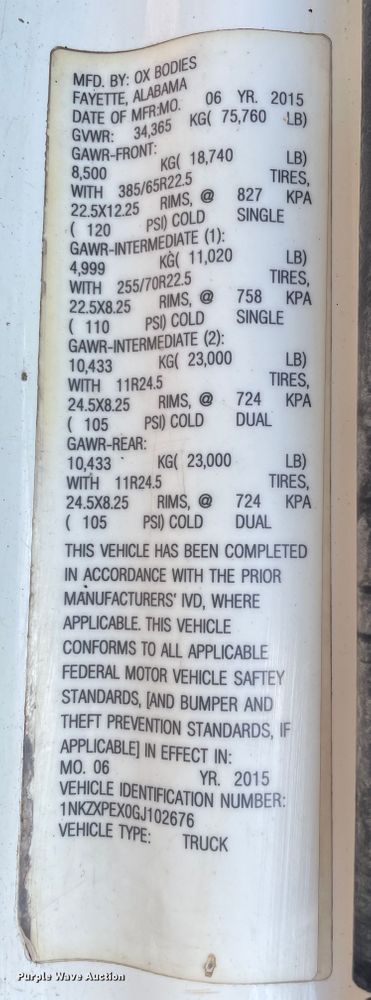 MFD. BY: OX BODIES
FAYETTE, ALABAMA
DATE OF MFR:MO. 06 YR. 2015
GVWR: 34,365 KG( 75,760 LB)
GAWR-FRONT:
8,500 KG( 18,740 LB)
WITH 385/65R22.5 TIRES,
22.5X12.25 RIMS, @ 827 KPA
( 120 PSI) COLD SINGLE
GAWR-INTERMEDIATE (1):
4,999 KG( 11,020 LB)
WITH 255/70R22.5 TIRES,
22.5X8.25 RIMS, @ 758 KPA
( 110 PSI) COLD SINGLE
GAWR-INTERMEDIATE (2):
10,433 KG( 23,000 LB)
WITH 11R24.5 TIRES,
24.5X8.25 RIMS, @ 724 KPA
( 105 PSI) COLD DUAL
GAWR-REAR:
10,433 KG( 23,000 LB)
WITH 11R24.5 TIRES,
24.5X8.25 RIMS, @ 724 KPA
( 105 PSI) COLD DUAL
THIS VEHICLE HAS BEEN COMPLETED
IN ACCORDANCE WITH THE PRIOR
MANUFACTURERS' IVD, WHERE
APPLICABLE. THIS VEHICLE
CONFORMS TO ALL APPLICABLE
FEDERAL MOTOR VEHICLE SAFTEY
STANDARDS, [AND BUMPER AND
THEFT PREVENTION STANDARDS, IF
APPLICABLE] IN EFFECT IN:
MO. 06 YR. 2015
VEHICLE IDENTIFICATION NUMBER:
1NKZXPEX0GJ102676
VEHICLE TYPE: TRUCK
Purple Wave Auction